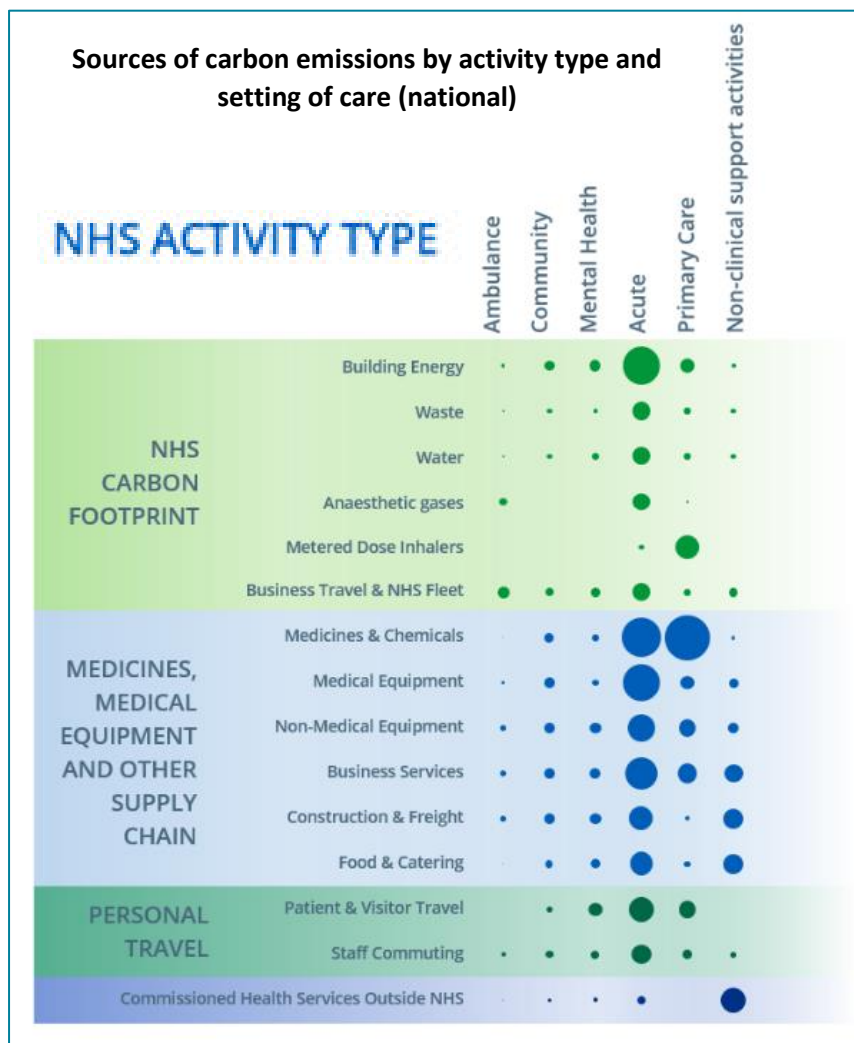 Sources of carbon emissions by activity type and
setting of care (national)
NHS ACTIVITY TYPE
Ambulance
Community
Mental Health
Acute
Primary Care
Non-clinical support activities
NHS
CARBON
FOOTPRINT
Building Energy
Waste
Water
Anaesthetic gases
Metered Dose Inhalers
Business Travel & NHS Fleet
MEDICINES,
MEDICAL
EQUIPMENT
AND OTHER
SUPPLY
CHAIN
Medicines & Chemicals
Medical Equipment
Non-Medical Equipment
Business Services
Construction & Freight
Food & Catering
PERSONAL
TRAVEL
Patient & Visitor Travel
Staff Commuting
Commissioned Health Services Outside NHS